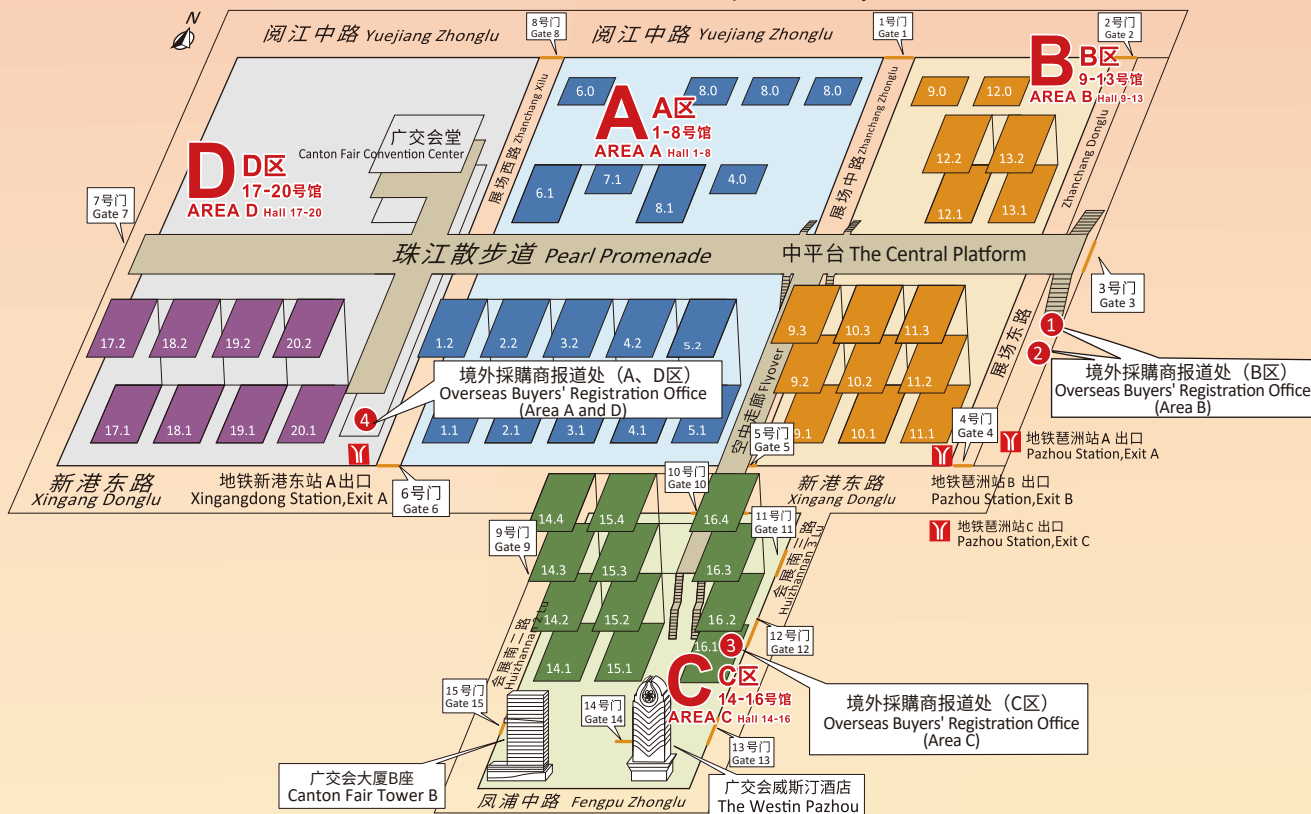 N
阅江中路 Yuejiang Zhonglu
8号门
Gate 8
阅江中路 Yuejiang Zhonglu
1号门
Gate 1
2号门
Gate 2
展场西路 Zhanchang Xilu
展场中路 Zhanchang Zhonglu
Zhanchang Donglu
6.0
8.0
8.0
8.0
A
A区
1-8号馆
AREA A Hall 1-8
9.0
12.0
B
B区
9-13号馆
AREA B Hall 9-13
广交会堂
Canton Fair Convention Center
D
D区
17-20号馆
AREA D Hall 17-20
12.2
13.2
12.1
13.1
6.1
7.1
8.1
4.0
7号门
Gate 7
珠江散步道 Pearl Promenade
中平台 The Central Platform
3号门
Gate 3
17.2
18.2
19.2
20.2
1.2
2.2
3.2
4.2
5.2
9.3
10.3
11.3
展场东路
1
2
境外採購商报道处（B区）
Overseas Buyers' Registration Office
(Area B)
境外採購商报道处（A、D区）
Overseas Buyers' Registration Office
(Area A and D)
9.2
10.2
11.2
空中走廊 Flyover
17.1
18.1
19.1
20.1
4
1.1
2.1
3.1
4.1
5.1
9.1
10.1
11.1
5号门
Gate 5
4号门
Gate 4
地铁琶洲站A 出口
Pazhou Station,Exit A
新港东路
Xingang Donglu
地铁新港东站A出口
Xingangdong Station,Exit A
6号门
Gate 6
10号门
Gate 10
新港东路
Xingang Donglu
地铁琶洲站B 出口
Pazhou Station,Exit B
地铁琶洲站C 出口
Pazhou Station,Exit C
14.4
15.4
16.4
11号门
Gate 11
9号门
Gate 9
14.3
15.3
16.3
会展南三路
Huizhannan 3 Lu
14.2
15.2
16.2
12号门
Gate 12
会展南二路
Huizhannan 2 Lu
14.1
15.1
16.1
3
C
C区
14-16号馆
AREA C Hall 14-16
境外採購商报道处（C区）
Overseas Buyers' Registration Office
(Area C)
15号门
Gate 15
14号门
Gate 14
13号门
Gate 13
广交会大厦B座
Canton Fair Tower B
广交会威斯汀酒店
The Westin Pazhou
凤浦中路 Fengpu Zhonglu